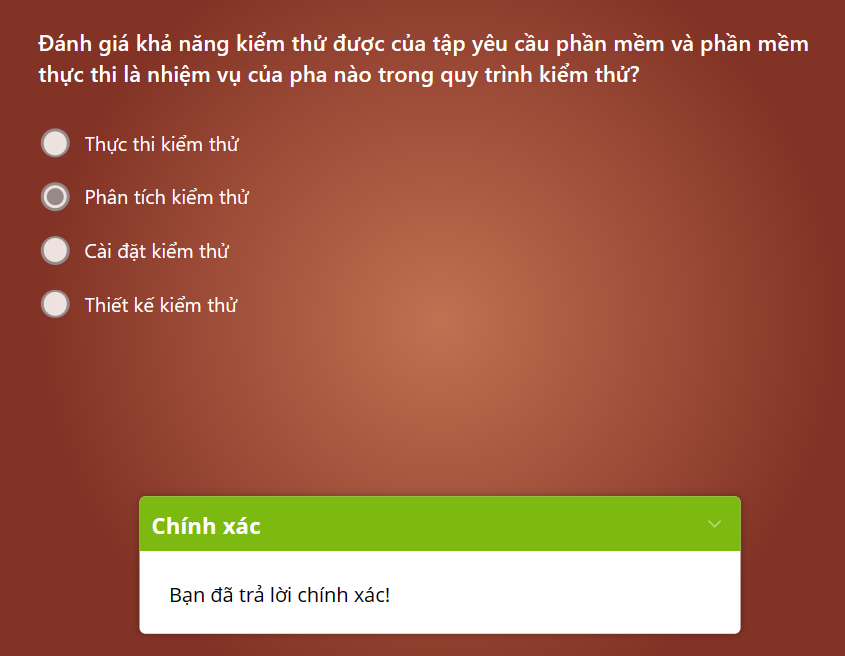 Đánh giá khả năng kiểm thử được của tập yêu cầu phần mềm và phần mềm
thực thi là nhiệm vụ của pha nào trong quy trình kiểm thử?
Thực thi kiểm thử
Phân tích kiểm thử
Cài đặt kiểm thử
Thiết kế kiểm thử
Chính xác
Bạn đã trả lời chính xác!